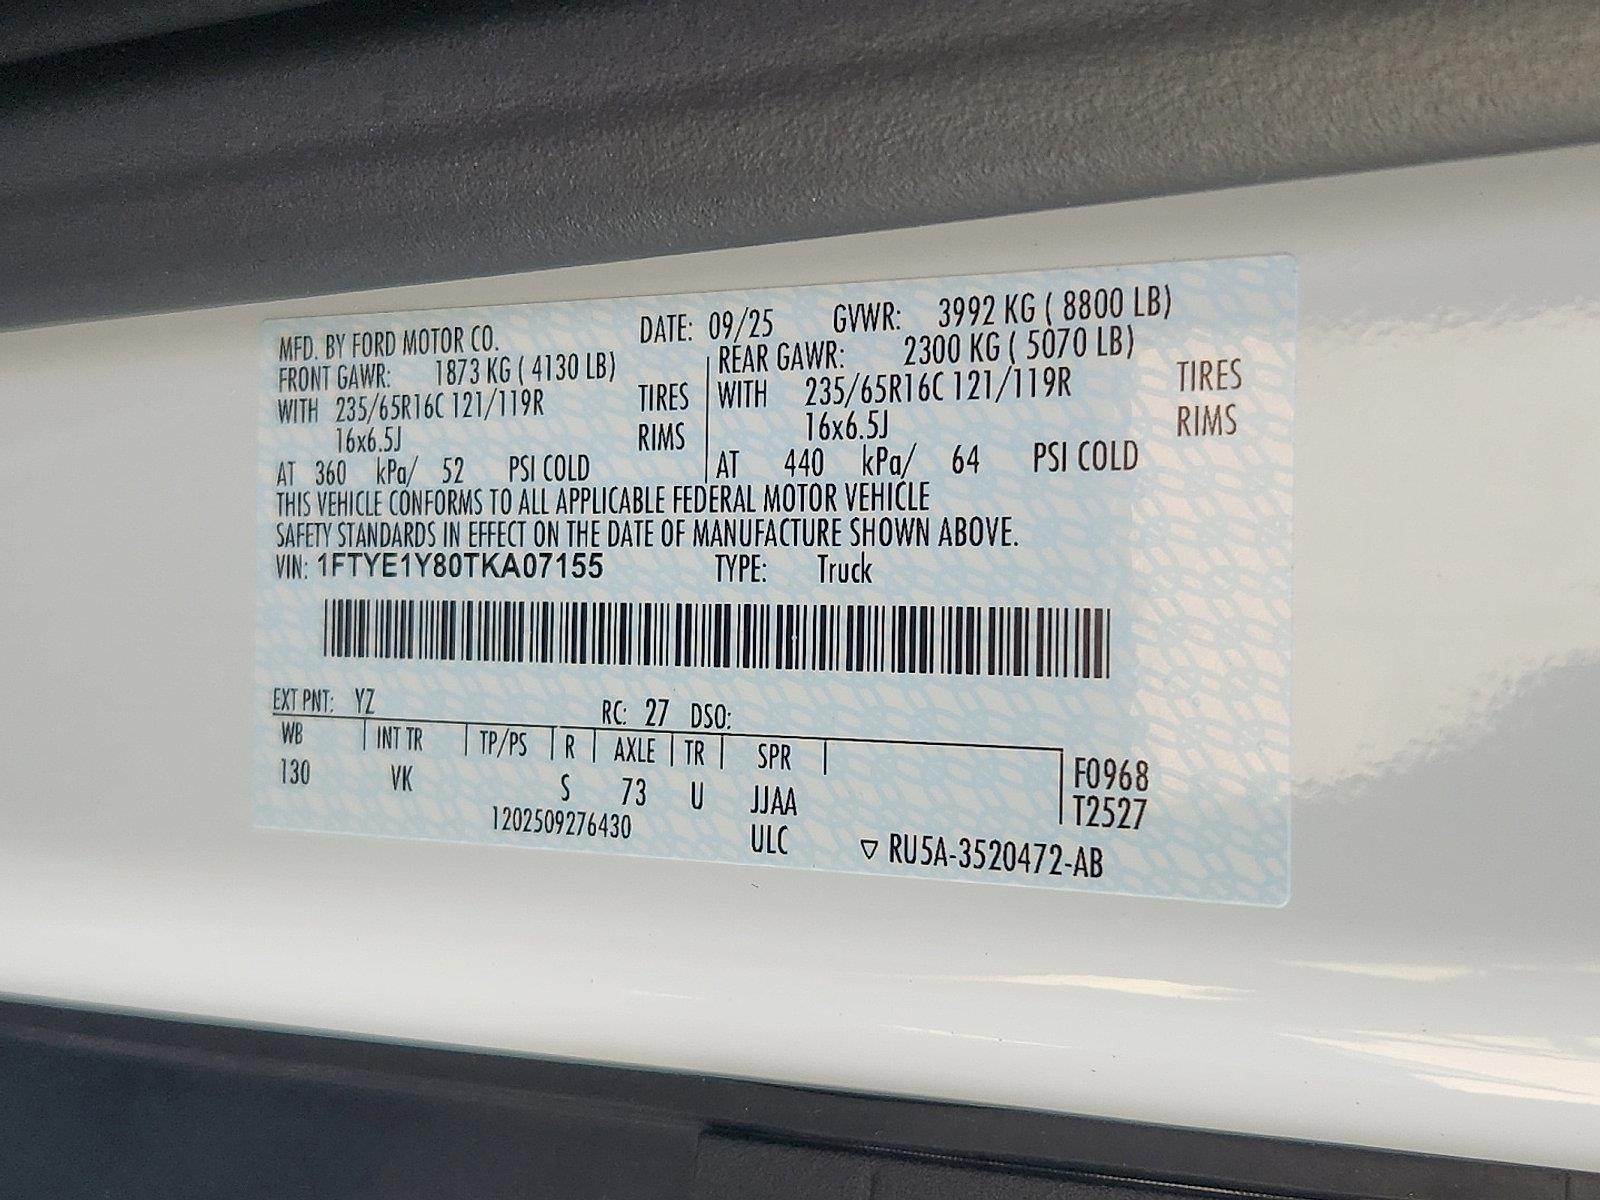 MFD. BY FORD MOTOR CO. DATE: 09/25 GVWR: 3992 KG ( 8800 LB)
FRONT GAWR: 1873 KG ( 4130 LB) REAR GAWR: 2300 KG ( 5070 LB)
WITH 235/65R16C 121/119R TIRES WITH 235/65R16C 121/119R TIRES
16x6.5J RIMS 16x6.5J RIMS
AT 360 kPa/ 52 PSI COLD AT 440 kPa/ 64 PSI COLD
THIS VEHICLE CONFORMS TO ALL APPLICABLE FEDERAL MOTOR VEHICLE
SAFETY STANDARDS IN EFFECT ON THE DATE OF MANUFACTURE SHOWN ABOVE.
VIN: 1FTYE1Y80TKA07155 TYPE: Truck
EXT PNT: YZ RC: 27 DSO:
WB INT TR TP/PS R AXLE TR SPR
130 VK S 73 U JJAA F0968
1202509276430 ULC T2527
▽ RU5A-3520472-AB